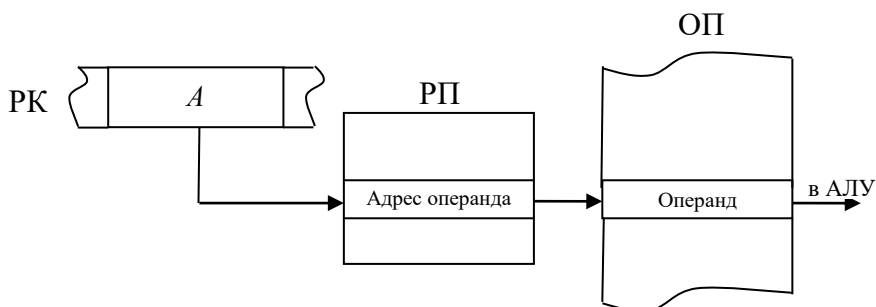 ОП
РП
РК
A
Адрес операнда
Операнд
в АЛУ